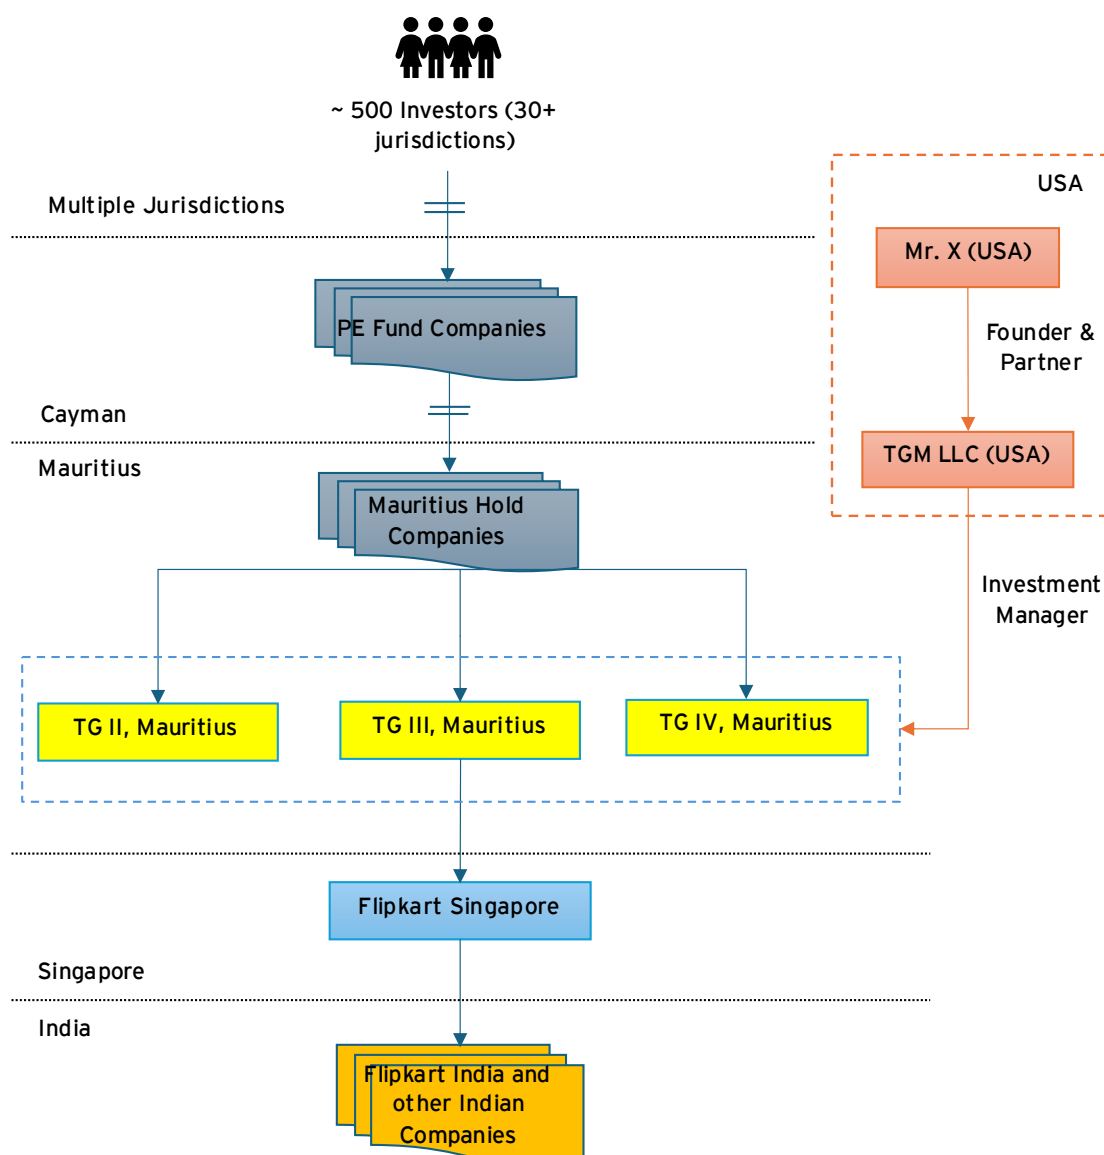 ~ 500 Investors (30+
jurisdictions)
Multiple Jurisdictions
USA
Mr. X (USA)
PE Fund Companies
Founder &
Partner
Cayman
TGM LLC (USA)
Mauritius
Mauritius Hold
Companies
Investment
Manager
TG II, Mauritius
TG III, Mauritius
TG IV, Mauritius
Flipkart Singapore
Singapore
India
Flipkart India and
other Indian
Companies